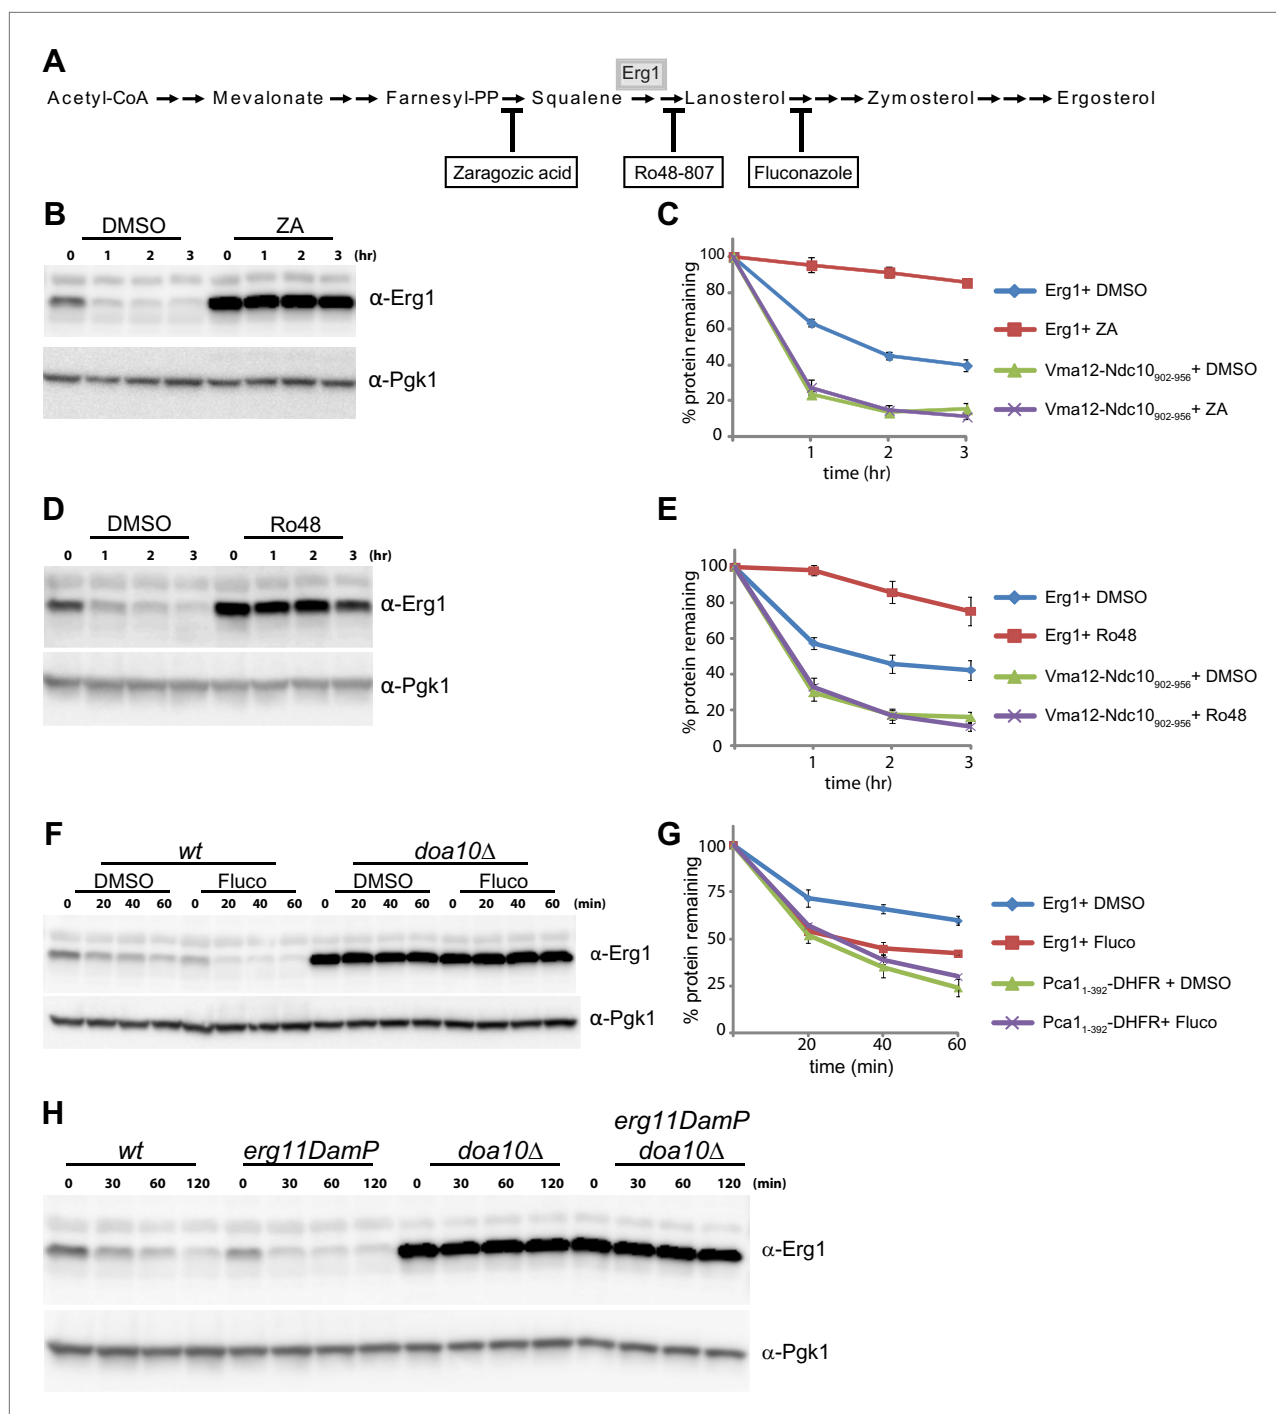 A
Erg1
Acetyl-CoA Mevalonate Farnesyl-PP Squalene Lanosterol Zymosterol Ergosterol
Zaragozic acid Ro48-807 Fluconazole
B
DMSO ZA
0 1 2 3 0 1 2 3 (hr)
α-Erg1
α-Pgk1
C
% protein remaining
100
80
60
40
20
0
1 2 3
time (hr)
Erg1+ DMSO
Erg1+ ZA
Vma12-Ndc10902-956+ DMSO
Vma12-Ndc10902-956+ ZA
D
DMSO Ro48
0 1 2 3 0 1 2 3 (hr)
α-Erg1
α-Pgk1
E
% protein remaining
100
80
60
40
20
0
1 2 3
time (hr)
Erg1+ DMSO
Erg1+ Ro48
Vma12-Ndc10902-956+ DMSO
Vma12-Ndc10902-956+ Ro48
F
wt doa10Δ
DMSO Fluco DMSO Fluco
0 20 40 60 0 20 40 60 0 20 40 60 0 20 40 60 (min)
α-Erg1
α-Pgk1
G
% protein remaining
100
75
50
25
0
20 40 60
time (min)
Erg1+ DMSO
Erg1+ Fluco
Pca11-392-DHFR + DMSO
Pca11-392-DHFR+ Fluco
H
wt erg11DamP doa10Δ erg11DamP
doa10Δ
0 30 60 120 0 30 60 120 0 30 60 120 0 30 60 120 (min)
α-Erg1
α-Pgk1